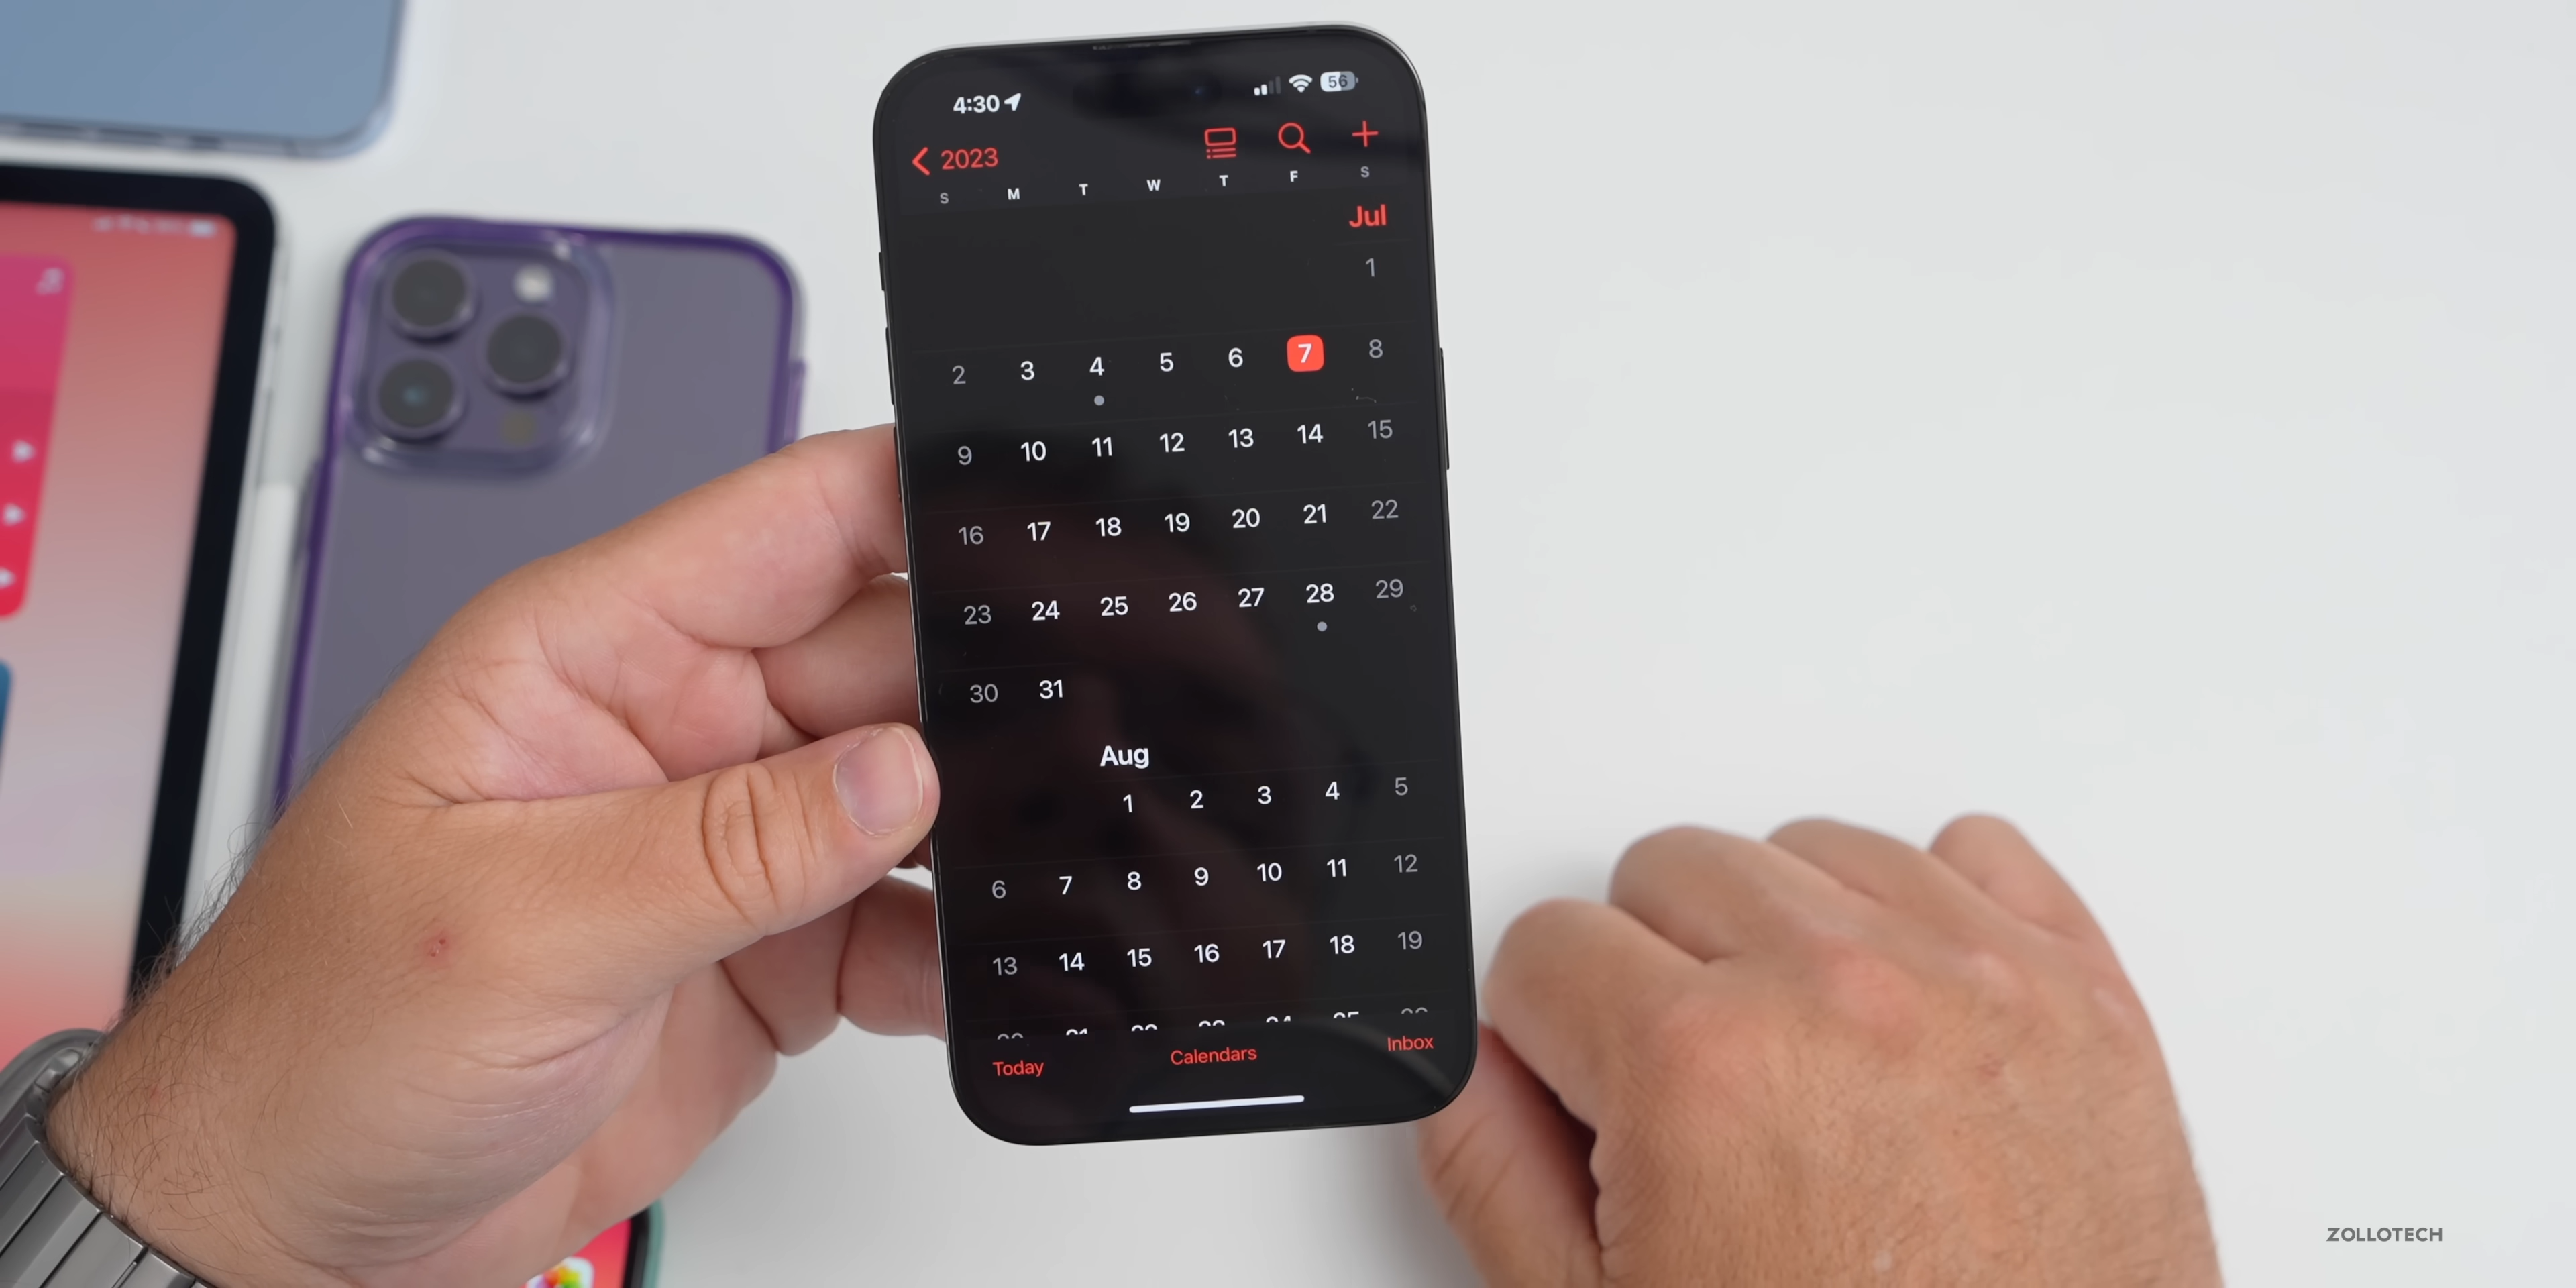 4:30 56
2023
S M T W T F S
Jul
1
2 3 4 5 6 7 8
9 10 11 12 13 14 15
16 17 18 19 20 21 22
23 24 25 26 27 28 29
30 31
Aug
1 2 3 4 5
6 7 8 9 10 11 12
13 14 15 16 17 18 19
Today Calendars Inbox
ZOLLOTECH